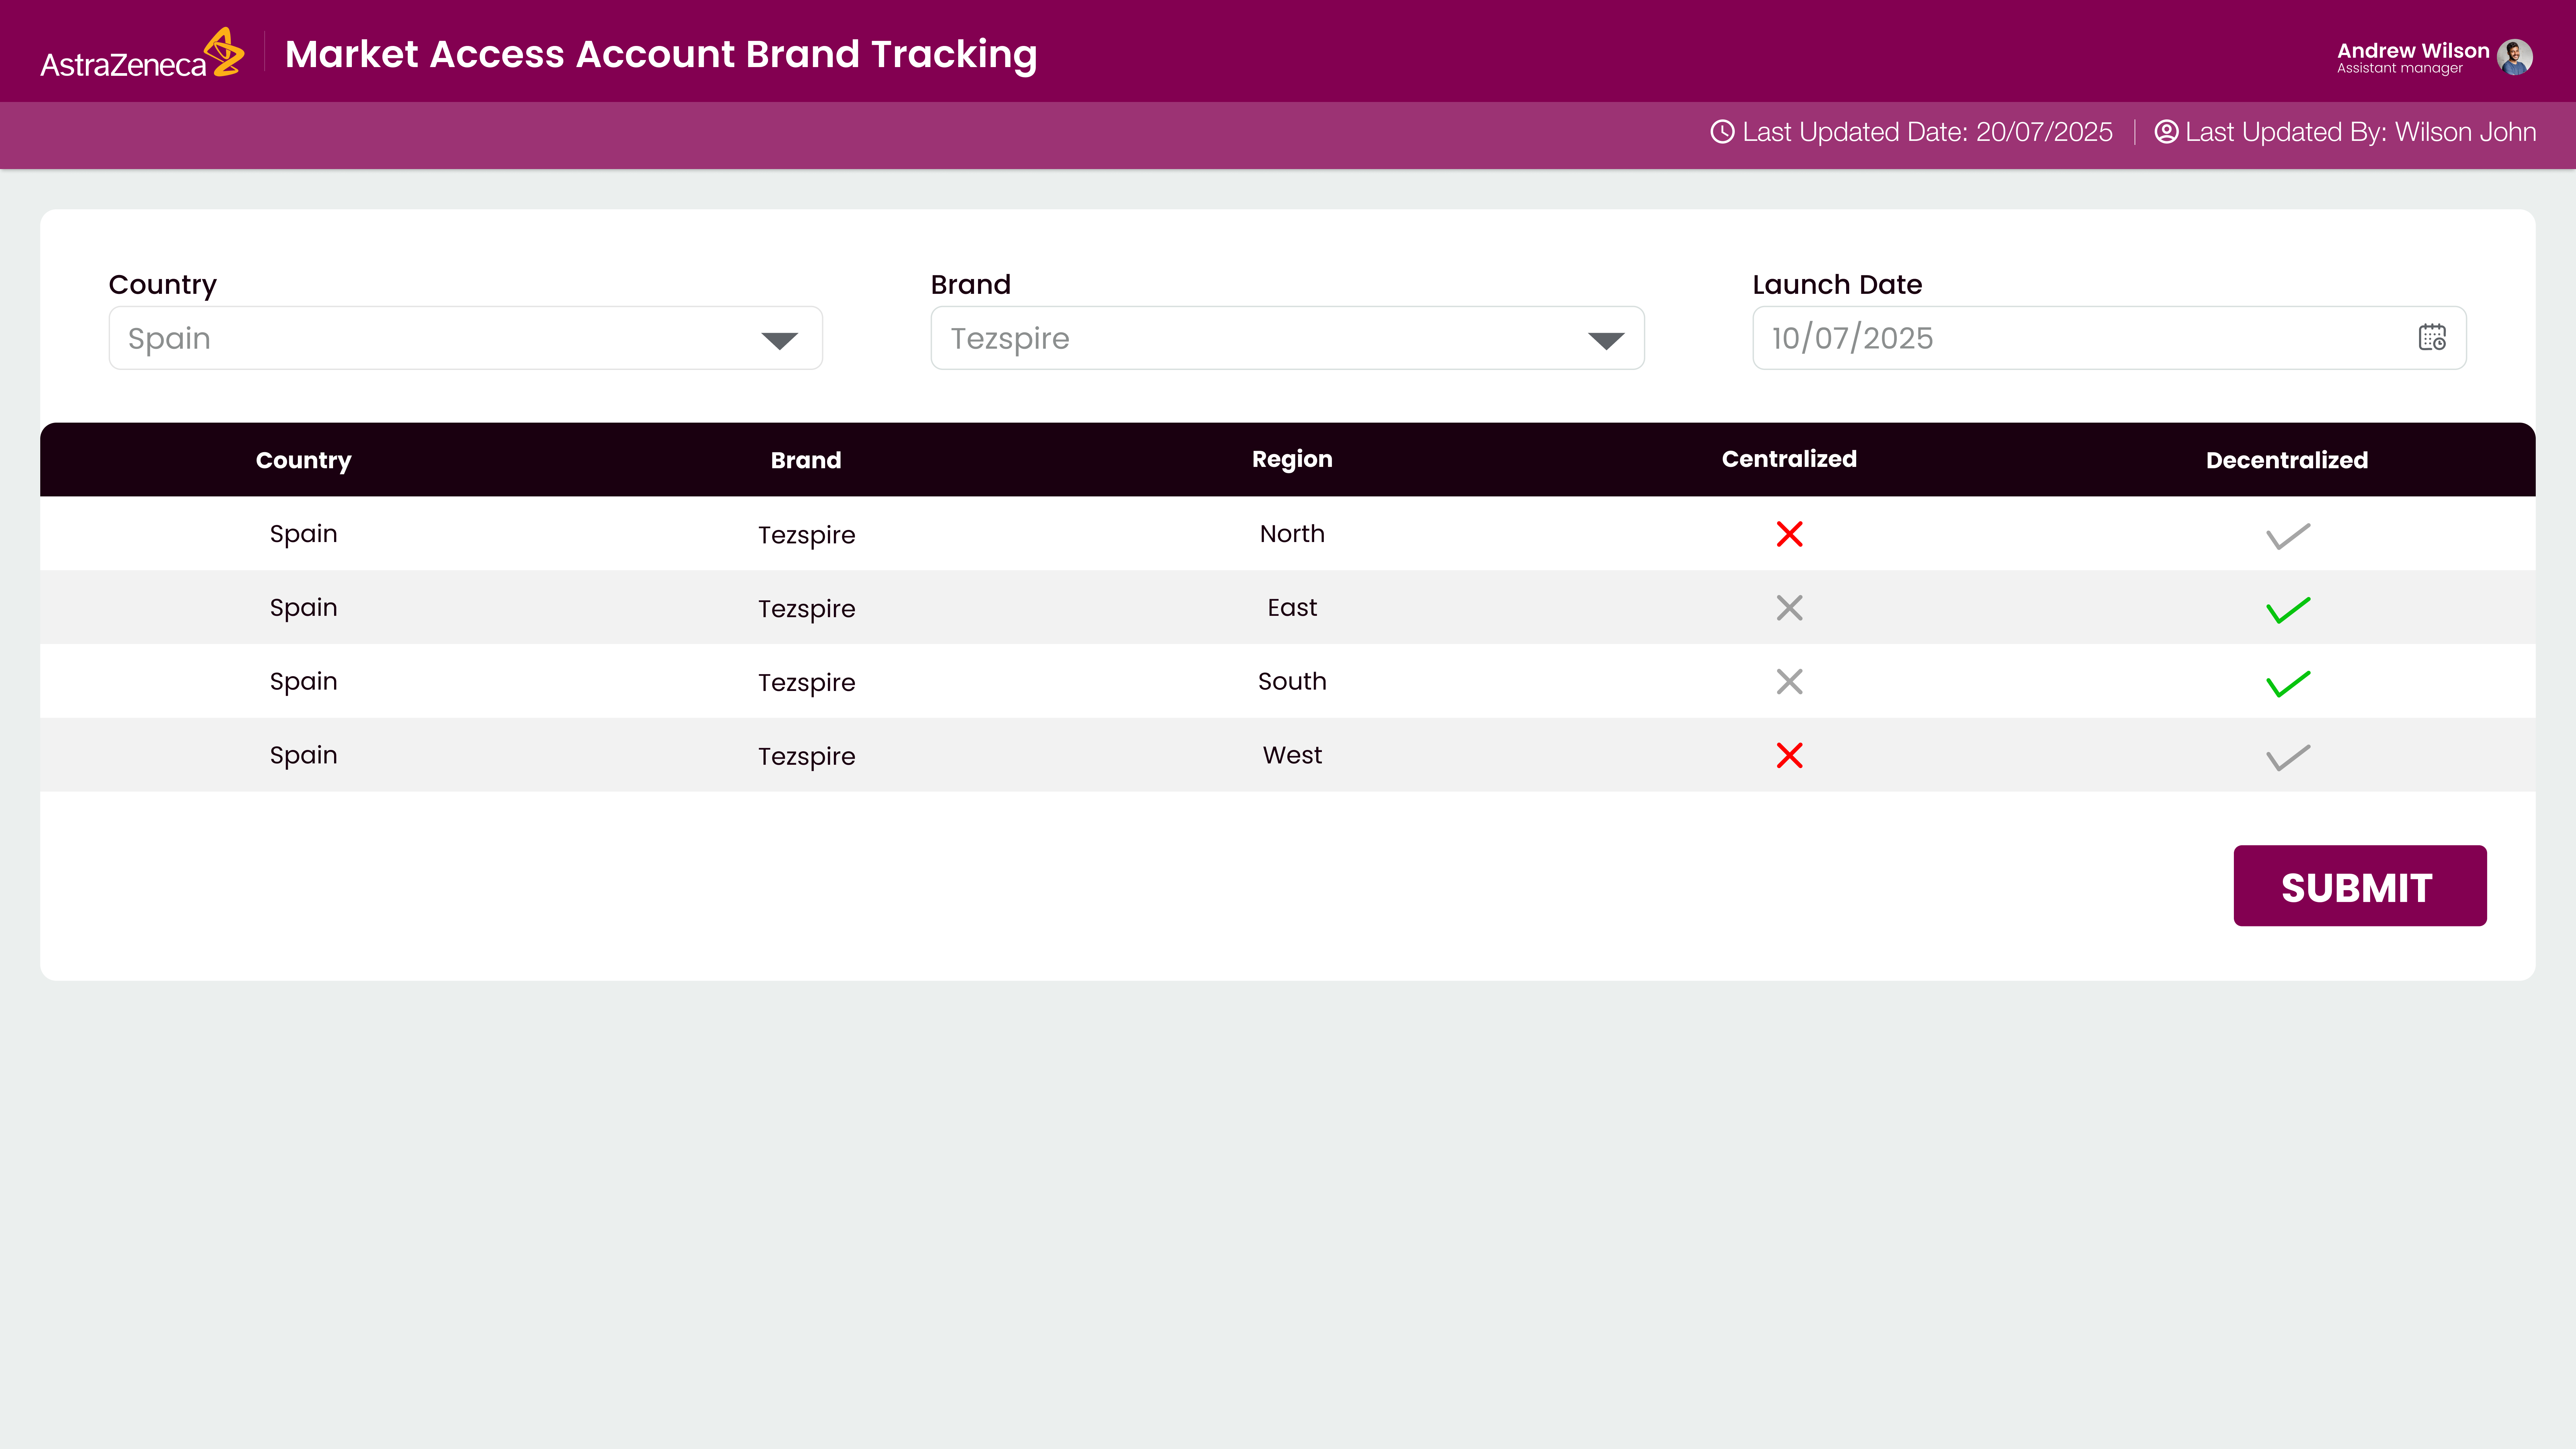 AstraZeneca
Market Access Account Brand Tracking
Andrew Wilson
Assistant manager
Last Updated Date: 20/07/2025
Last Updated By: Wilson John
Country
Brand
Launch Date
Spain
Tezspire
10/07/2025
Country Brand Region Centralized Decentralized
Spain Tezspire North
Spain Tezspire East
Spain Tezspire South
Spain Tezspire West
SUBMIT